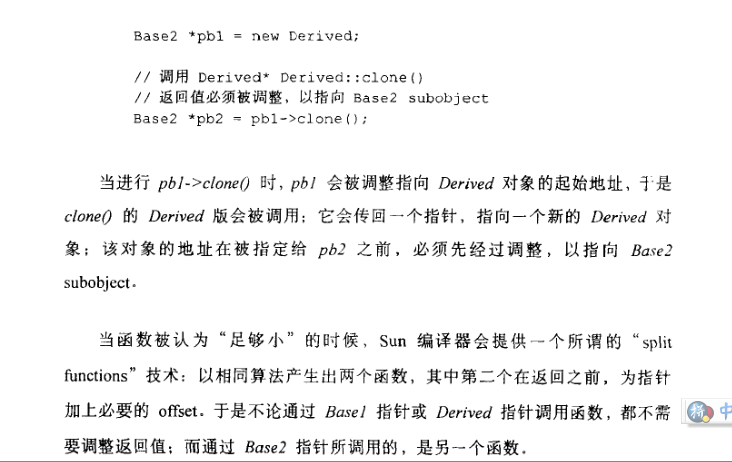 Base2 *pb1 = new Derived;
// 调用 Derived* Derived::clone()
// 返回值必须被调整，以指向 Base2 subobject
Base2 *pb2 = pb1->clone();
当进行 pb1->clone() 时，pb1 会被调整指向 Derived 对象的起始地址，于是
clone() 的 Derived 版会被调用；它会传回一个指针，指向一个新的 Derived 对
象；该对象的地址在被指定给 pb2 之前，必须先经过调整，以指向 Base2
subobject。
当函数被认为“足够小”的时候，Sun 编译器会提供一个所谓的“split
functions”技术：以相同算法产生出两个函数，其中第二个在返回之前，为指针
加上必要的 offset。于是不论通过 Base1 指针或 Derived 指针调用函数，都不需
要调整返回值；而通过 Base2 指针所调用的，是另一个函数。
中